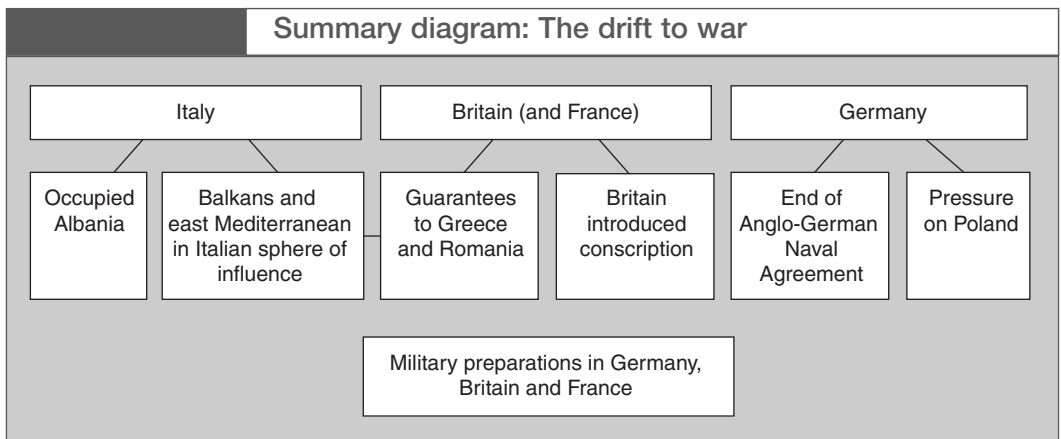 Summary diagram: The drift to war
Italy
Britain (and France)
Germany
Occupied
Albania
Balkans and
east Mediterranean
in Italian sphere of
influence
Guarantees
to Greece
and Romania
Britain
introduced
conscription
End of
Anglo-German
Naval
Agreement
Pressure
on Poland
Military preparations in Germany,
Britain and France